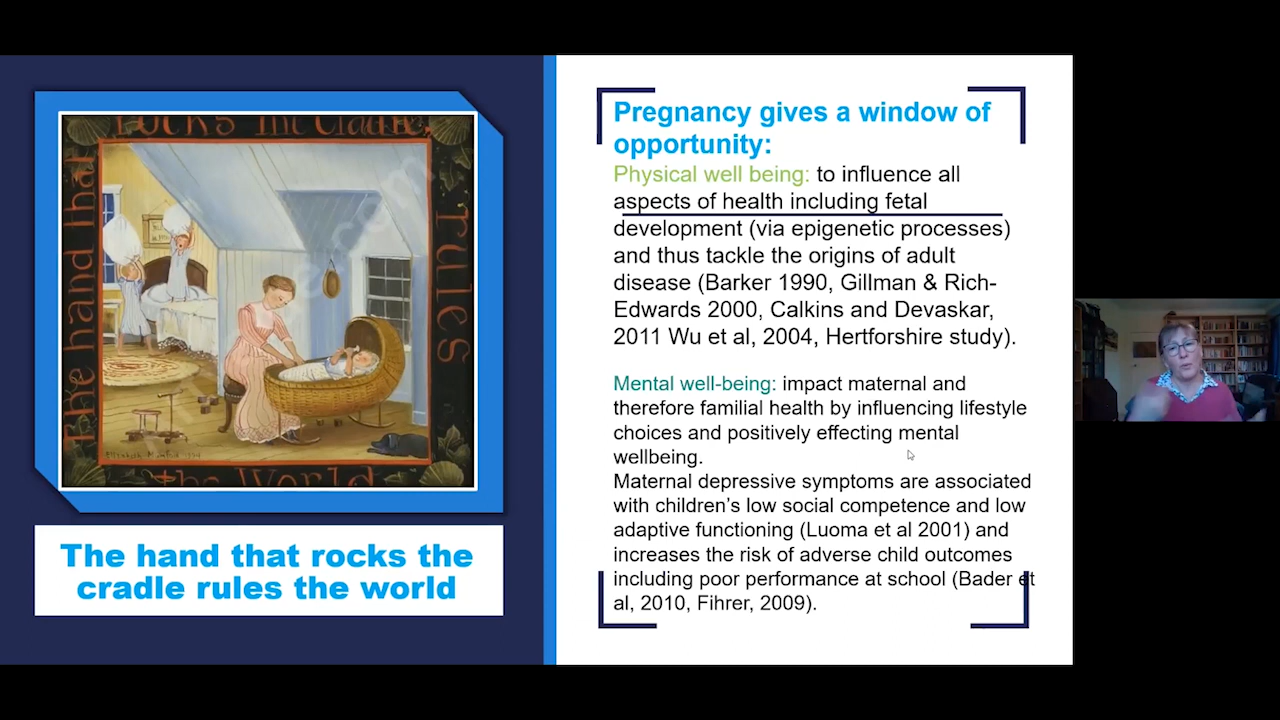 rocks the Cradle,
The hand that
rules
the World
The hand that rocks the
cradle rules the world
Pregnancy gives a window of
opportunity:
Physical well being: to influence all
aspects of health including fetal
development (via epigenetic processes)
and thus tackle the origins of adult
disease (Barker 1990, Gillman & Rich-
Edwards 2000, Calkins and Devaskar,
2011 Wu et al, 2004, Hertforshire study).
Mental well-being: impact maternal and
therefore familial health by influencing lifestyle
choices and positively effecting mental
wellbeing.
Maternal depressive symptoms are associated
with children’s low social competence and low
adaptive functioning (Luoma et al 2001) and
increases the risk of adverse child outcomes
including poor performance at school (Bader et
al, 2010, Fihrer, 2009).